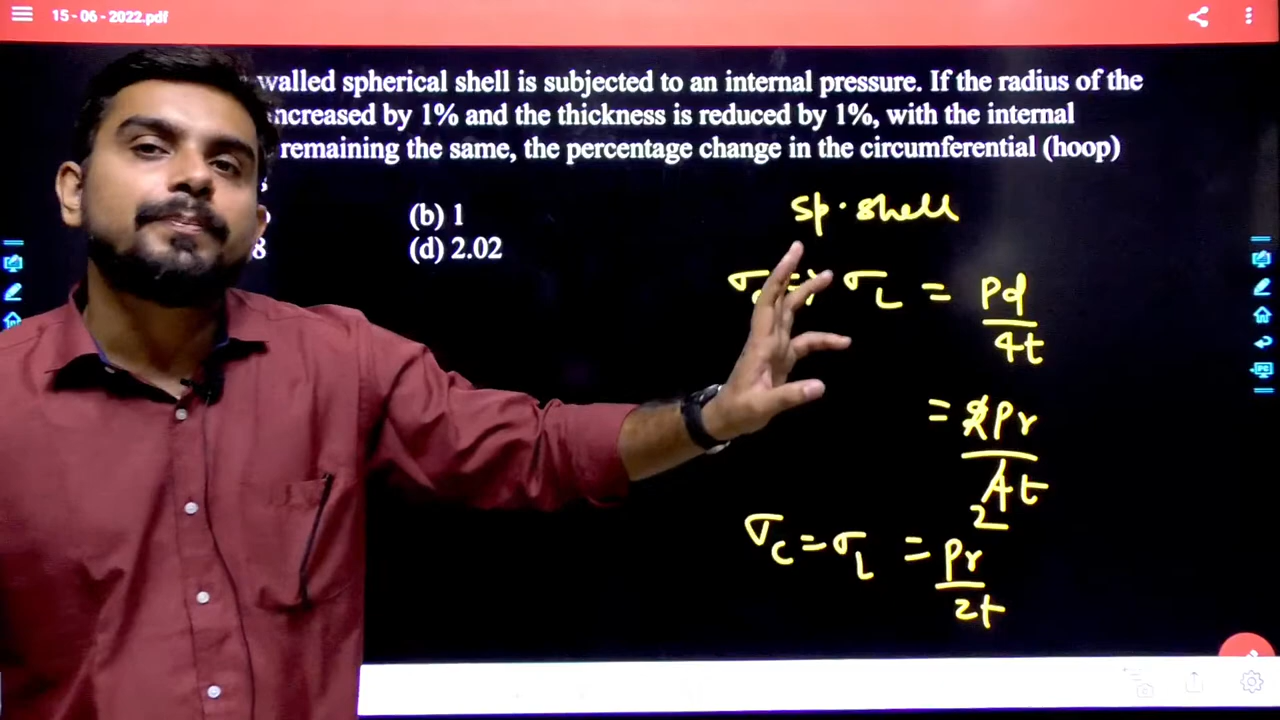 15 - 06 - 2022.pdf
walled spherical shell is subjected to an internal pressure. If the radius of the
increased by 1% and the thickness is reduced by 1%, with the internal
remaining the same, the percentage change in the circumferential (hoop)
(b) 1
8
(d) 2.02
sp. shell
σ σL = Pd/4t
= 2Pr/4t 2
σc = σL = Pr/2t